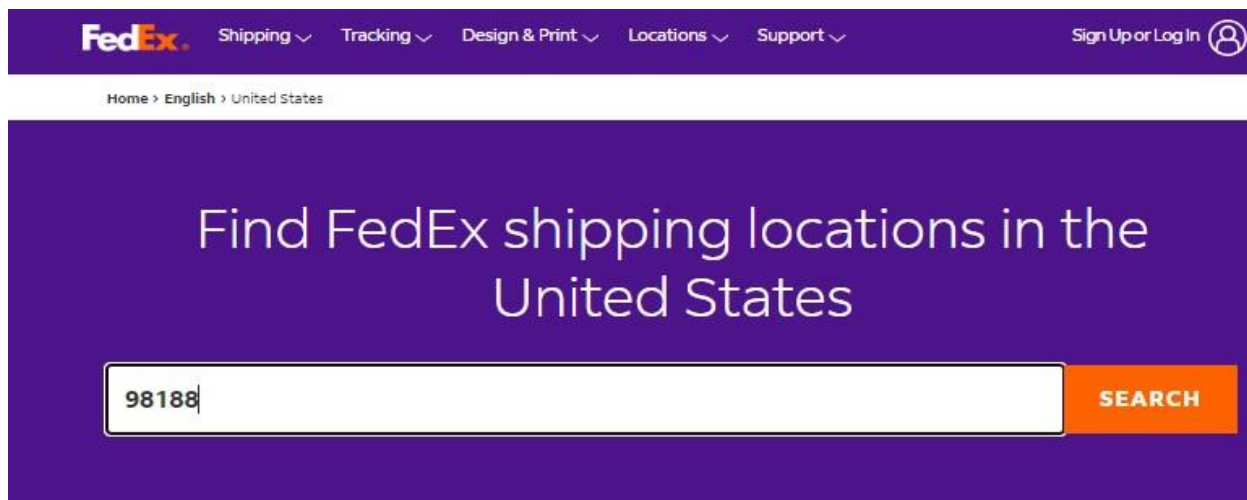 FedEx. Shipping Tracking Design & Print Locations Support Sign Up or Log In
Home > English > United States
Find FedEx shipping locations in the
United States
98188 SEARCH